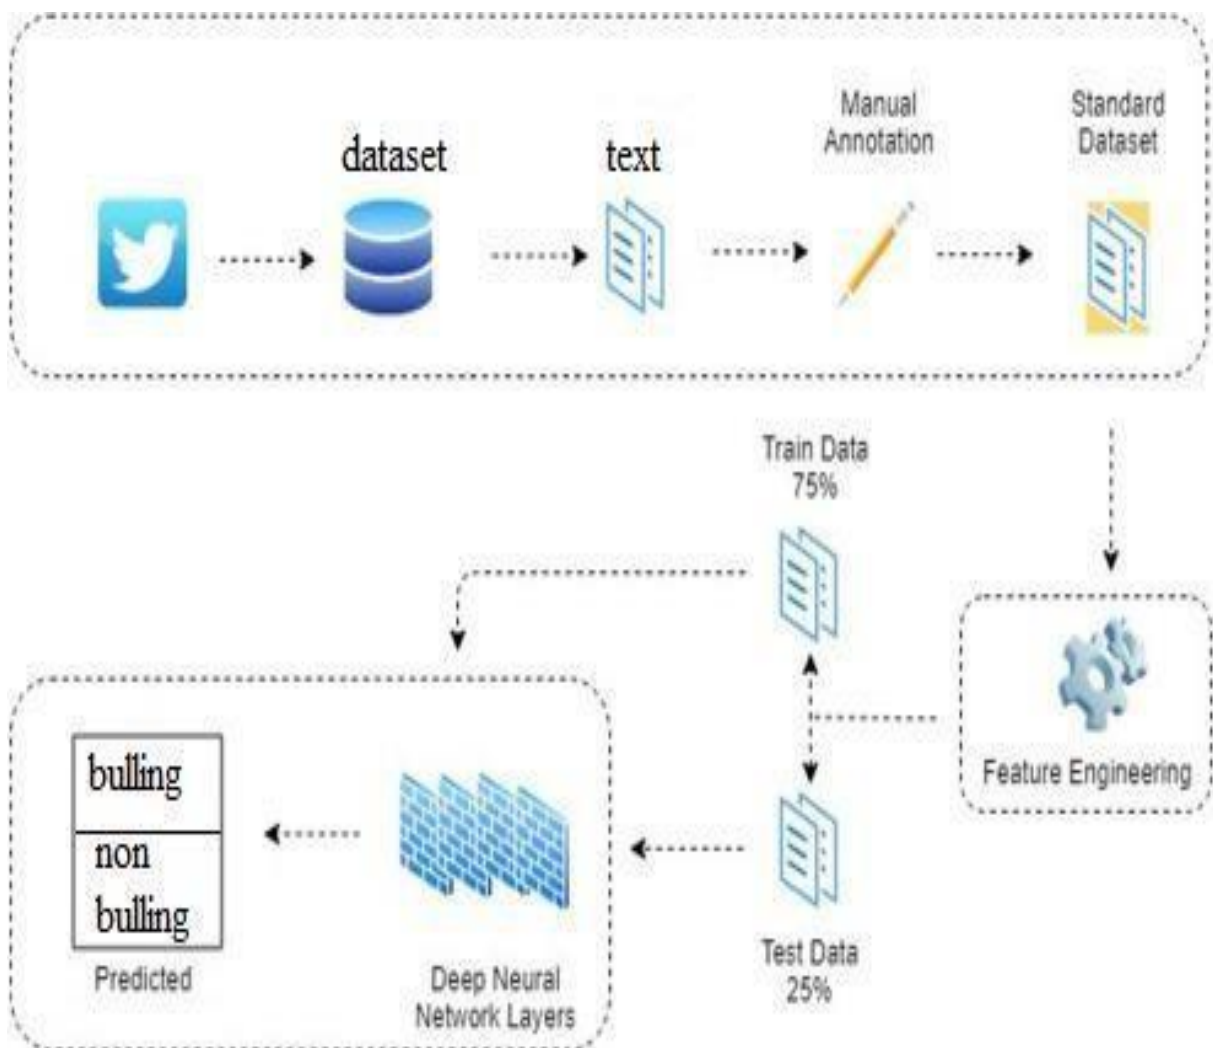 dataset
text
Manual
Annotation
Standard
Dataset
Train Data
75%
Feature Engineering
bulling
non
bulling
Predicted
Deep Neural
Network Layers
Test Data
25%